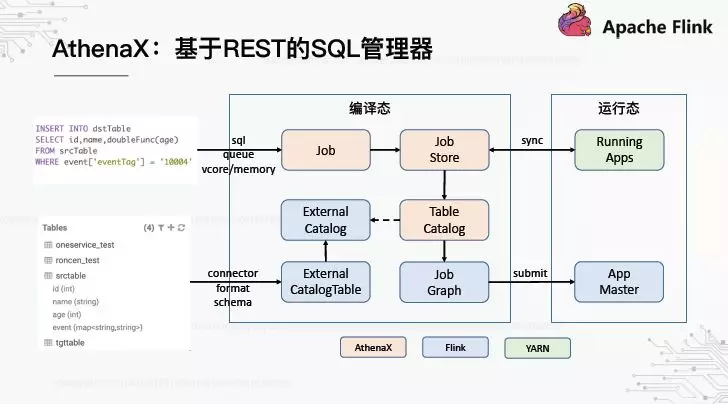 AthenaX：基于REST的SQL管理器
Apache Flink
编译态
运行态
INSERT INTO dstTable
SELECT id,name,doubleFunc(age)
FROM srcTable
WHERE event['eventTag'] = '10004'
sql
queue
vcore/memory
Job
Job
Store
sync
Running
Apps
External
Catalog
Table
Catalog
Tables
(4)
oneservice_test
roncen_test
srctable
id (int)
name (string)
age (int)
event (map<string,string>)
tgttable
connector
format
schema
External
CatalogTable
Job
Graph
submit
App
Master
AthenaX
Flink
YARN